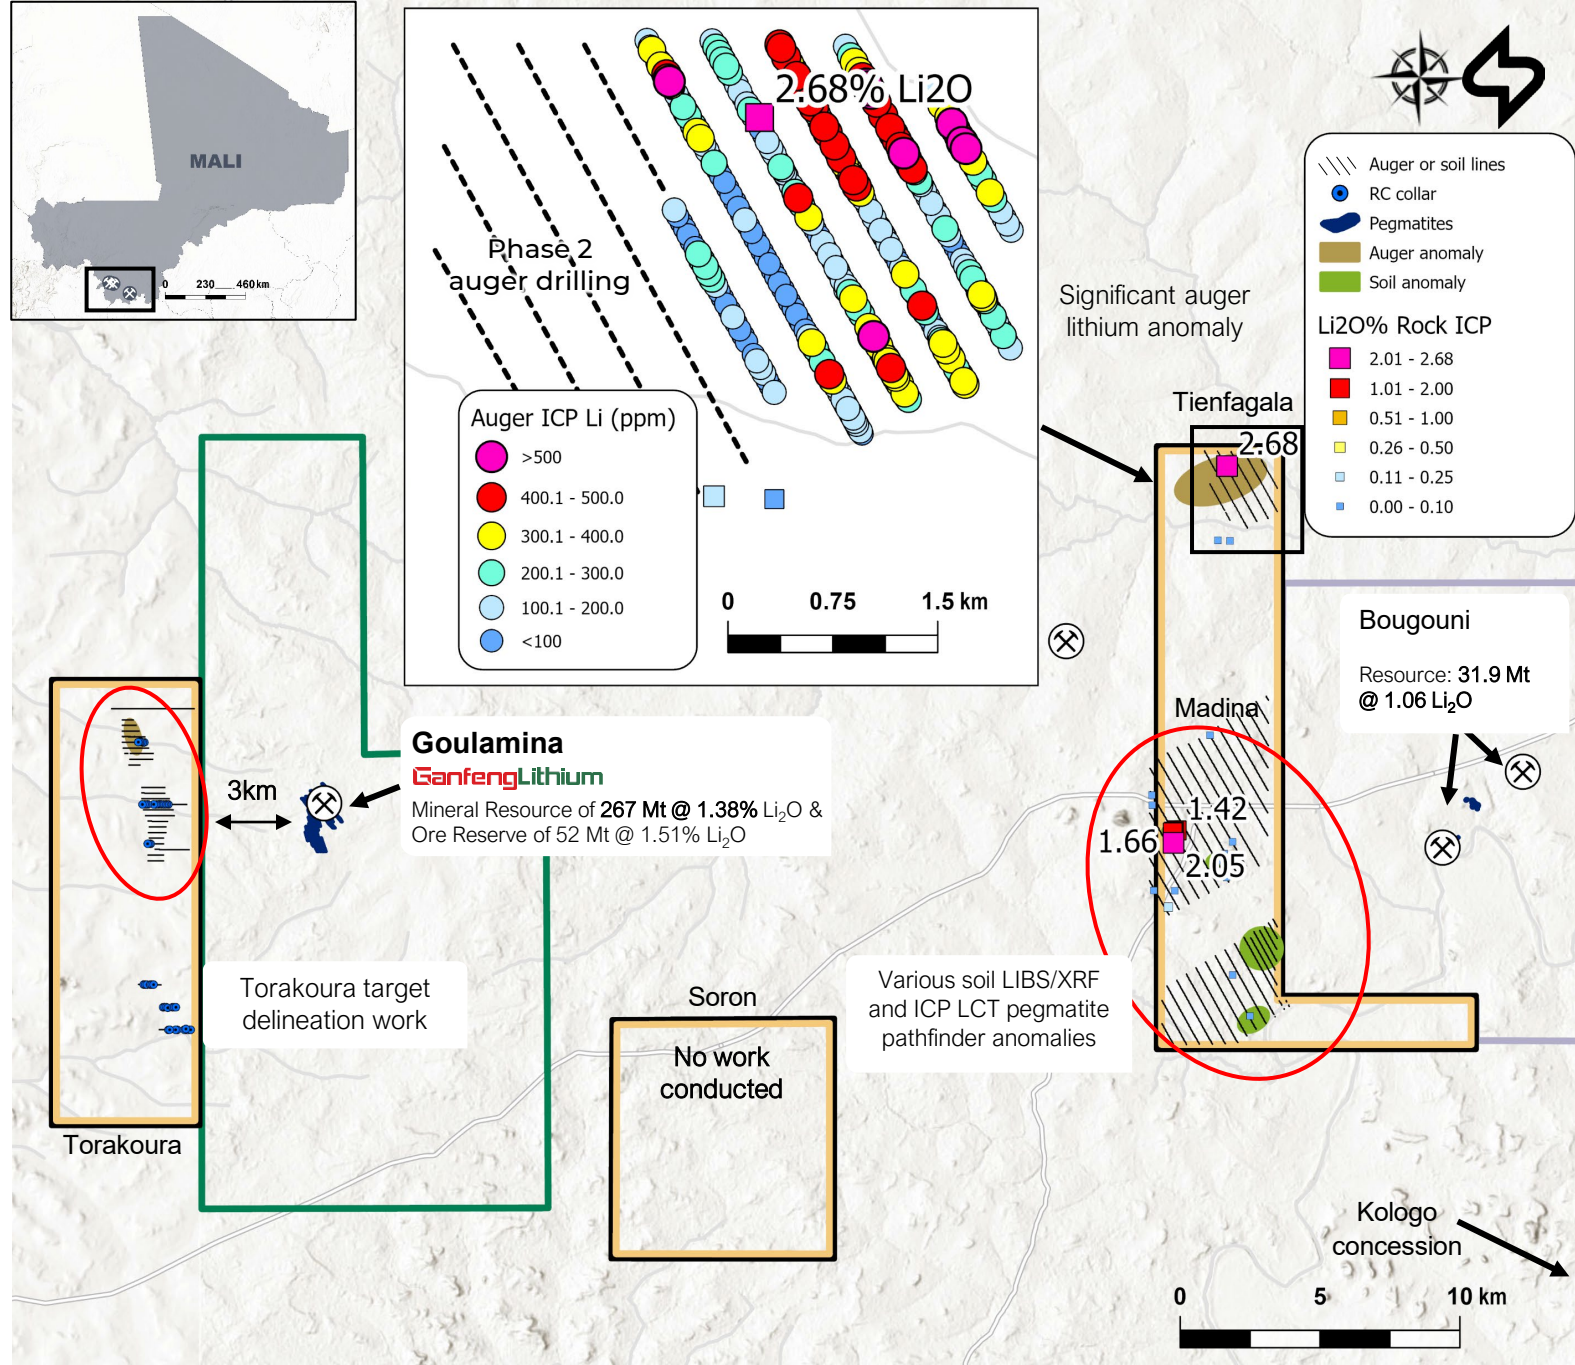 MALI
0 230 460 km
2.68% Li2O
Phase 2
auger drilling
Auger ICP Li (ppm)
>500
400.1 - 500.0
300.1 - 400.0
200.1 - 300.0
100.1 - 200.0
<100
0 0.75 1.5 km
Auger or soil lines
RC collar
Pegmatites
Auger anomaly
Soil anomaly
Li2O% Rock ICP
2.01 - 2.68
1.01 - 2.00
0.51 - 1.00
0.26 - 0.50
0.11 - 0.25
0.00 - 0.10
Significant auger
lithium anomaly
Tienfagala
2.68
Bougouni
Resource: 31.9 Mt
@ 1.06 Li₂O
Madina
1.42
1.66
2.05
Goulamina
GanfengLithium
Mineral Resource of 267 Mt @ 1.38% Li₂O &
Ore Reserve of 52 Mt @ 1.51% Li₂O
3km
Torakoura target
delineation work
Torakoura
Soron
No work
conducted
Various soil LIBS/XRF
and ICP LCT pegmatite
pathfinder anomalies
Kologo
concession
0 5 10 km